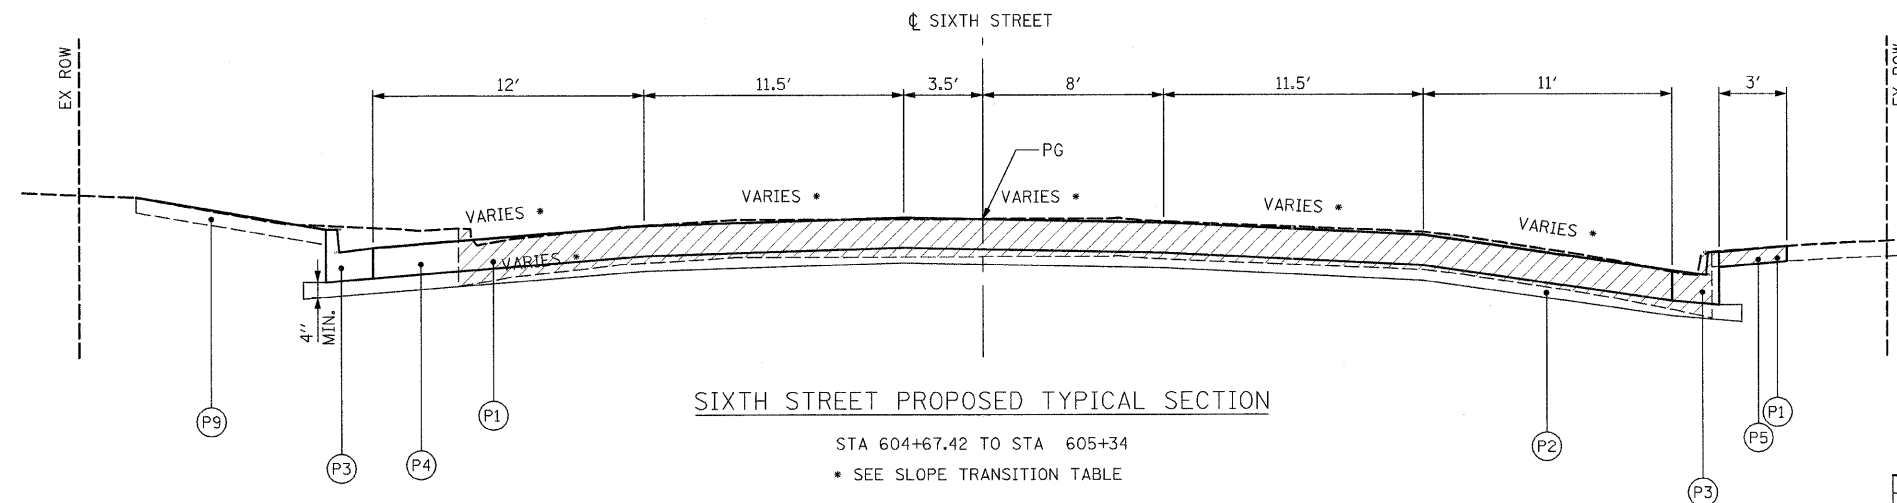 ℄ SIXTH STREET
EX ROW
EX ROW
12'
11.5'
3.5'
8'
11.5'
11'
3'
PG
VARIES *
VARIES *
VARIES *
VARIES *
VARIES *
VARIES *
4" MIN.
P9
P3
P4
P1
P2
P3
P5
P1
SIXTH STREET PROPOSED TYPICAL SECTION
STA 604+67.42 TO STA 605+34
* SEE SLOPE TRANSITION TABLE